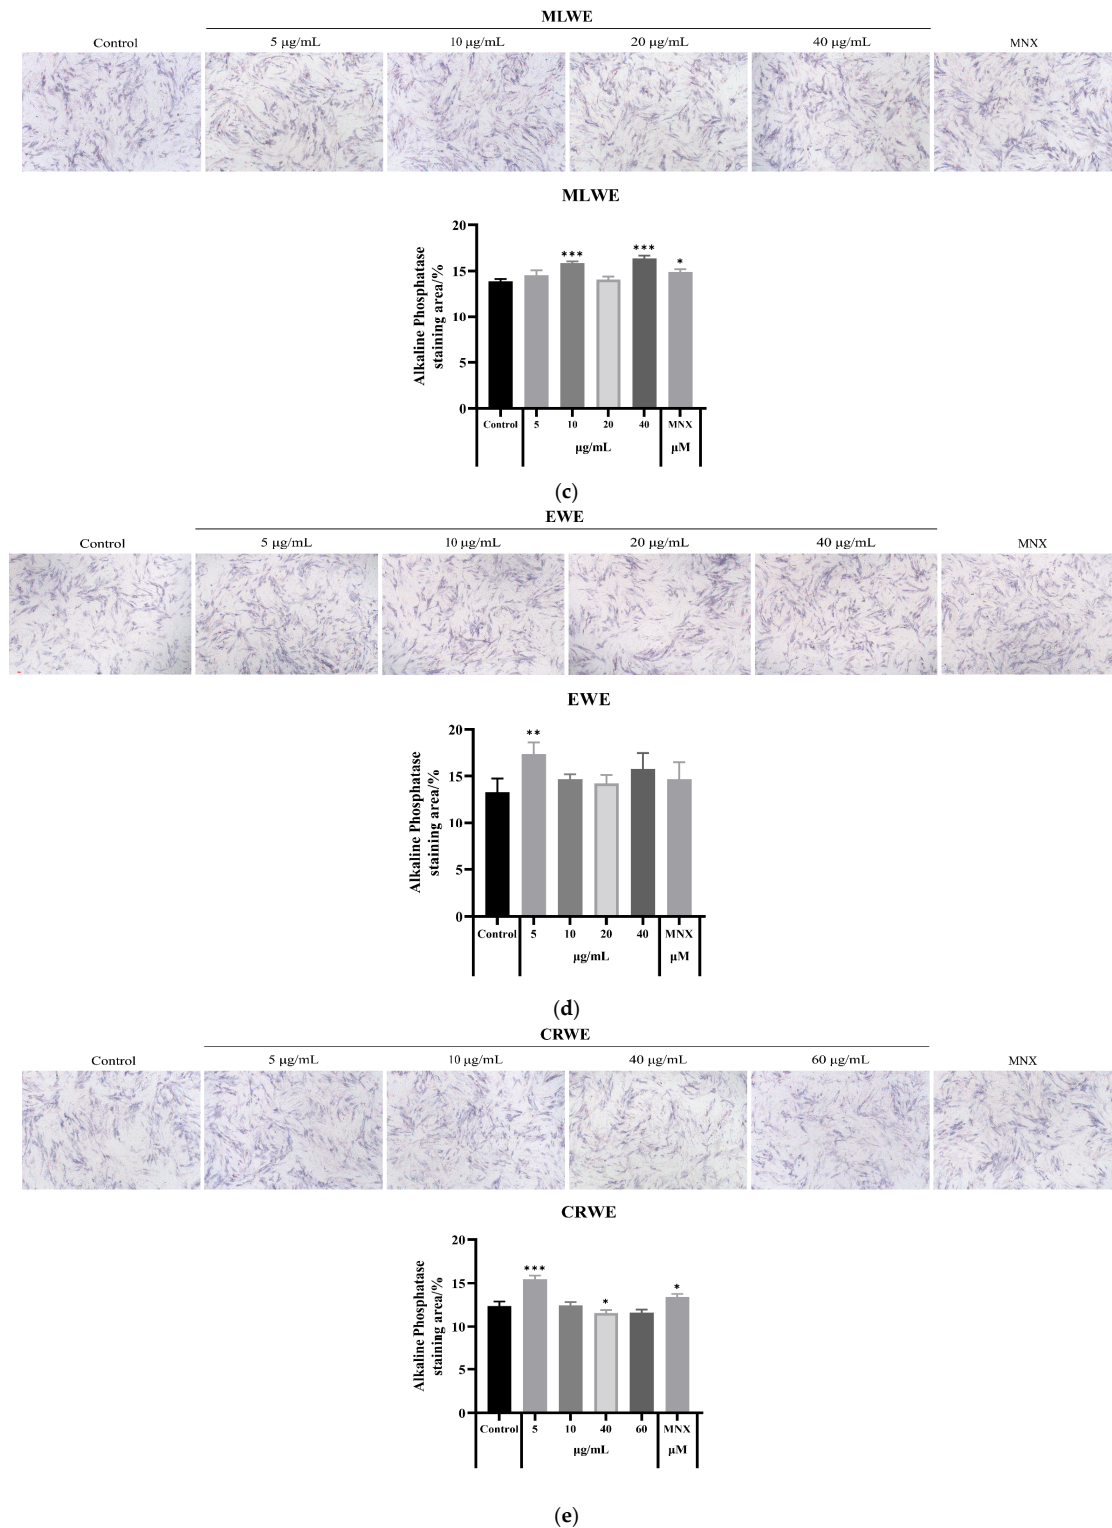 MLWE
Control 5 μg/mL 10 μg/mL 20 μg/mL 40 μg/mL MNX
MLWE
Alkaline Phosphatase
staining area/%
20
15
10
5
0
***
***
*
Control 5 10 20 40 MNX
μg/mL μM
(c)
EWE
Control 5 μg/mL 10 μg/mL 20 μg/mL 40 μg/mL MNX
EWE
Alkaline Phosphatase
staining area/%
20
15
10
5
0
**
Control 5 10 20 40 MNX
μg/mL μM
(d)
CRWE
Control 5 μg/mL 10 μg/mL 40 μg/mL 60 μg/mL MNX
CRWE
Alkaline Phosphatase
staining area/%
20
15
10
5
0
***
*
*
Control 5 10 40 60 MNX
μg/mL μM
(e)